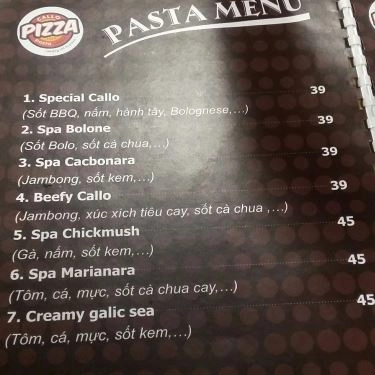 CALLO
PIZZA
PASTA MENU
1. Special Callo 39
(Sốt BBQ, nấm, hành tây, Bolognese,…)
2. Spa Bolone 39
(Sốt Bolo, sốt cà chua,…)
3. Spa Cacbonara 39
(Jambong, sốt kem,…)
4. Beefy Callo 39
(Jambong, xúc xich tiêu cay, sốt cà chua ,…)
5. Spa Chickmush 45
(Gà, nấm, sốt kem,…)
6. Spa Marianara 45
(Tôm, cá, mực, sốt cà chua cay,…)
7. Creamy galic sea 45
(Tôm, cá, mực, sốt kem,…)